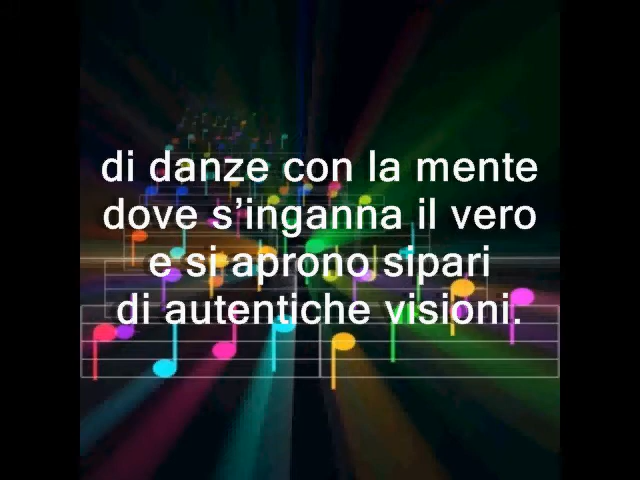 di danze con la mente
dove s’inganna il vero
e si aprono sipari
di autentiche visioni.